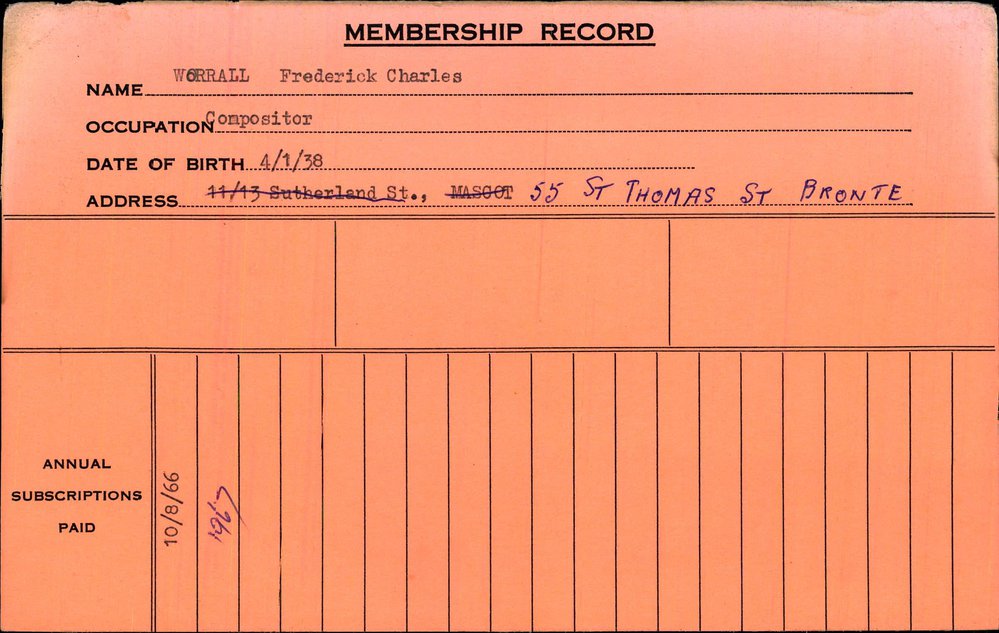 MEMBERSHIP RECORD
NAME WORRALL Frederick Charles
OCCUPATION Compositor
DATE OF BIRTH 4/1/38
ADDRESS 11/13 Sutherland St., MASCOT 55 ST THOMAS ST BRONTE
ANNUAL
SUBSCRIPTIONS
PAID
10/8/66